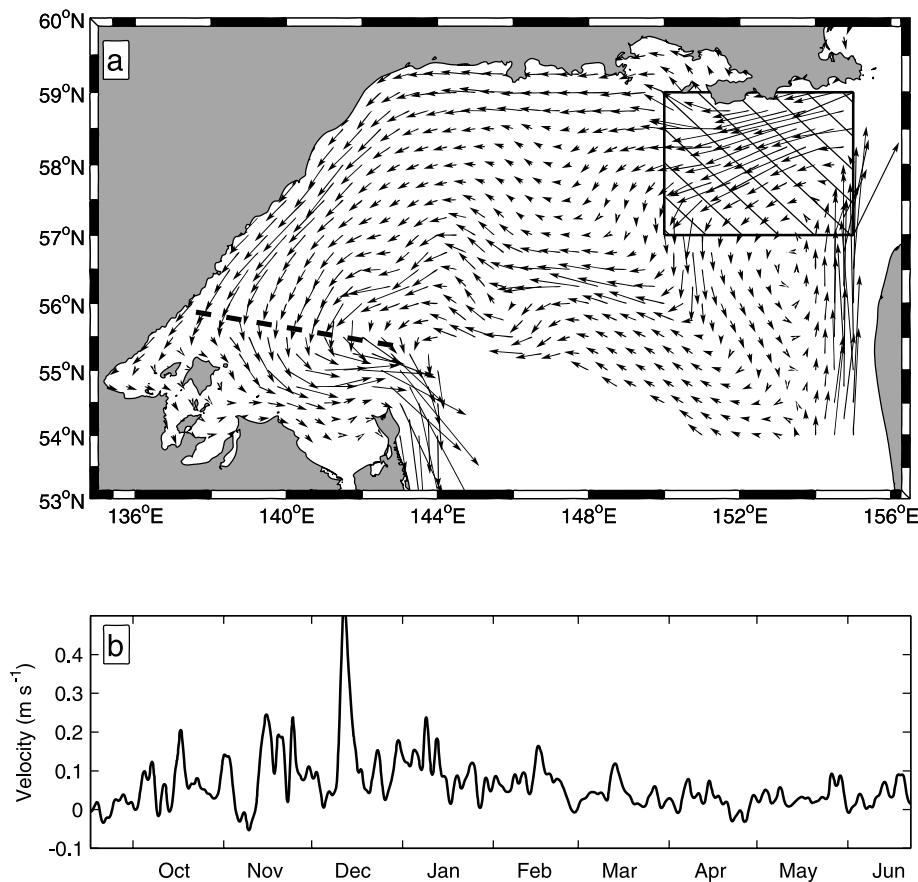 60°N
a
59°N
58°N
57°N
56°N
55°N
54°N
53°N
136°E 140°E 144°E 148°E 152°E 156°E
b
0.4
0.3
0.2
0.1
0
-0.1
Velocity (m s⁻¹)
Oct Nov Dec Jan Feb Mar Apr May Jun